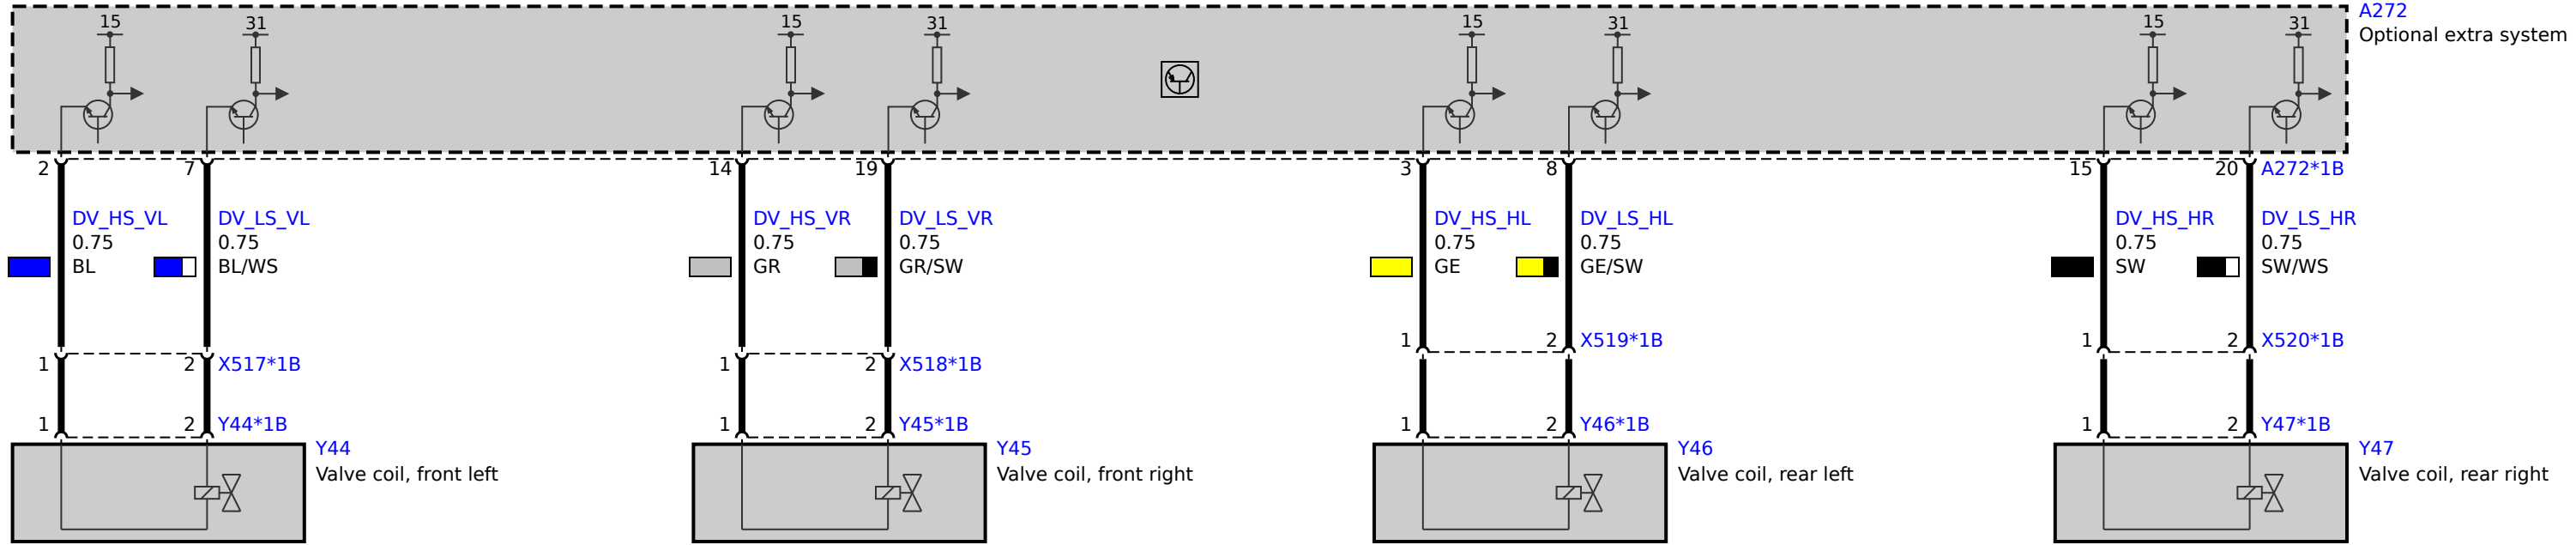 15 31 15 31 15 31 15 31
A272
Optional extra system
2 7 14 19 3 8 15 20 A272*1B
DV_HS_VL DV_LS_VL DV_HS_VR DV_LS_VR DV_HS_HL DV_LS_HL DV_HS_HR DV_LS_HR
0.75 0.75 0.75 0.75 0.75 0.75 0.75 0.75
BL BL/WS GR GR/SW GE GE/SW SW SW/WS
1 2 X519*1B 1 2 X520*1B
1 2 X517*1B 1 2 X518*1B
1 2 Y44*1B 1 2 Y45*1B 1 2 Y46*1B 1 2 Y47*1B
Y44 Y45 Y46 Y47
Valve coil, front left Valve coil, front right Valve coil, rear left Valve coil, rear right